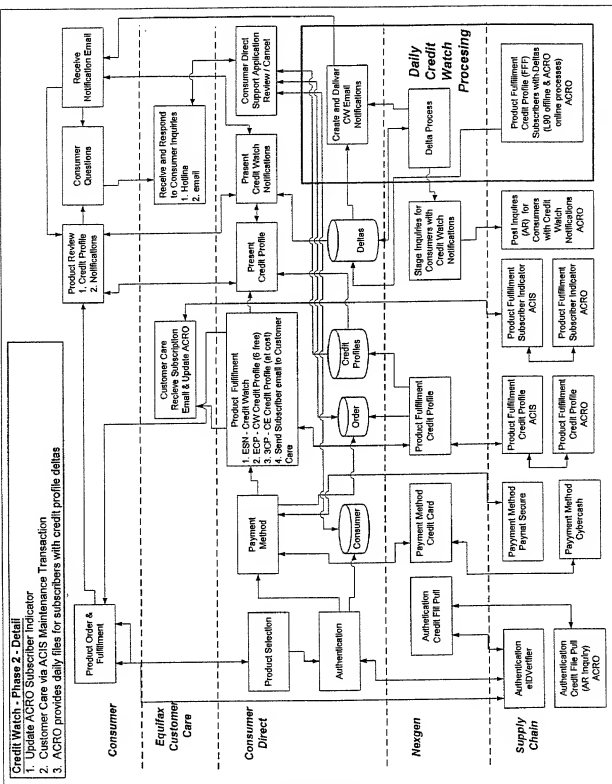 Credit Watch - Phase 2 - Detail
1. Update ACRO Subscriber Indicator
2. Customer Care via ACIS Maintenance Transaction
3. ACRO provides daily files for subscribers with credit profile deltas
Consumer
Product Order &
Fulfillment
Product Review
1. Credit Profile
2. Notifications
Consumer
Questions
Receive
Notification Email
Equifax
Customer
Care
Customer Care
Recieve Subscription
Email & Update ACRO
Receive and Respond
to Consumer Inquiries
1. Hotline
2. email
Consumer
Direct
Product Selection
Authentication
Payment
Method
Consumer
Product Fulfillment
1. ESN - Credit Watch
2. ECP - CW Credit Profile (6 free)
3. 3CP - CE Credit Profile (at cost)
4. Send Subscriber email to Customer
Care
Order
Credit
Profiles
Present
Credit Profile
Present
Credit Watch
Notifications
Consumer Direct
Support Application
Review / Cancel
Deltas
Create and Deliver
CW Email
Notifications
Nexgen
Authetication
Credit Fill Pull
Payment Method
Credit Card
Product Fulfillment
Credit Profile
Stage Inquiries for
Consumers with
Credit Watch
Notifications
Delta Process
Daily
Credit
Watch
Procesing
Supply
Chain
Authentication
eIDVerifier
Authentication
Credit File Pull
(AR Inquiry)
ACRO
Payment Method
Paynet Secure
Payyment Method
Cybercash
Product Fulfillment
Credit Profile
ACIS
Product Fulfillment
Credit Profile
ACRO
Product Fulfillment
Subscriber Indicator
ACIS
Product Fulfillment
Subscriber Indicator
ACRO
Post Inquires
(AR) for
Consumers
with Credit
Watch
Notifications
ACRO
Product Fulfillment
Credit Profile (FFF)
Subscribers with Deltas
(L90 offline & ACRO
online processes)
ACRO